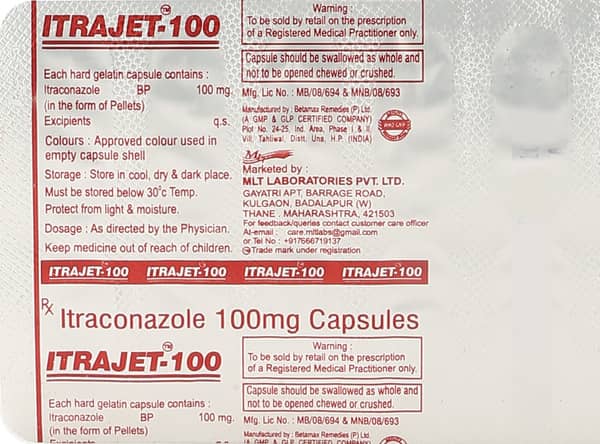 ITRAJET-100™
Each hard gelatin capsule contains :
Itraconazole BP 100 mg.
(in the form of Pellets)
Excipients q.s.
Colours : Approved colour used in
empty capsule shell
Storage : Store in cool, dry & dark place.
Must be stored below 30°c Temp.
Protect from light & moisture.
Dosage : As directed by the Physician.
Keep medicine out of reach of children.
Warning :
To be sold by retail on the prescription
of a Registered Medical Practitioner only.
Capsule should be swallowed as whole and
not to be opened chewed or crushed.
Mfg. Lic No : MB/08/694 & MNB/08/693
Manufactured by : Betamax Remedies (P) Ltd.
(A GMP & GLP CERTIFIED COMPANY)
Plot No. 24-25, Ind. Area, Phase I & II,
Vill. Tahliwal, Distt. Una, H.P. (INDIA)
Marketed by :
MLT LABORATORIES PVT. LTD.
GAYATRI APT, BARRAGE ROAD,
KULGAON, BADALAPUR (W)
THANE , MAHARASHTRA, 421503
For feedback/queries contact customer care officer
At-email : care.mltlabs@gmail.com
or Tel No : +917666719137
Trade mark under registration
ITRAJET-100 ITRAJET-100 ITRAJET-100 ITRAJET-100
Rx Itraconazole 100mg Capsules
ITRAJET-100™
Each hard gelatin capsule contains :
Itraconazole BP 100 mg.
(in the form of Pellets)
Excipients q.s.
Warning :
To be sold by retail on the prescription
of a Registered Medical Practitioner only.
Capsule should be swallowed as whole and
not to be opened chewed or crushed.
Mfg. Lic No : MB/08/694 & MNB/08/693
Manufactured by : Betamax Remedies (P) Ltd.
(A GMP & GLP CERTIFIED COMPANY)